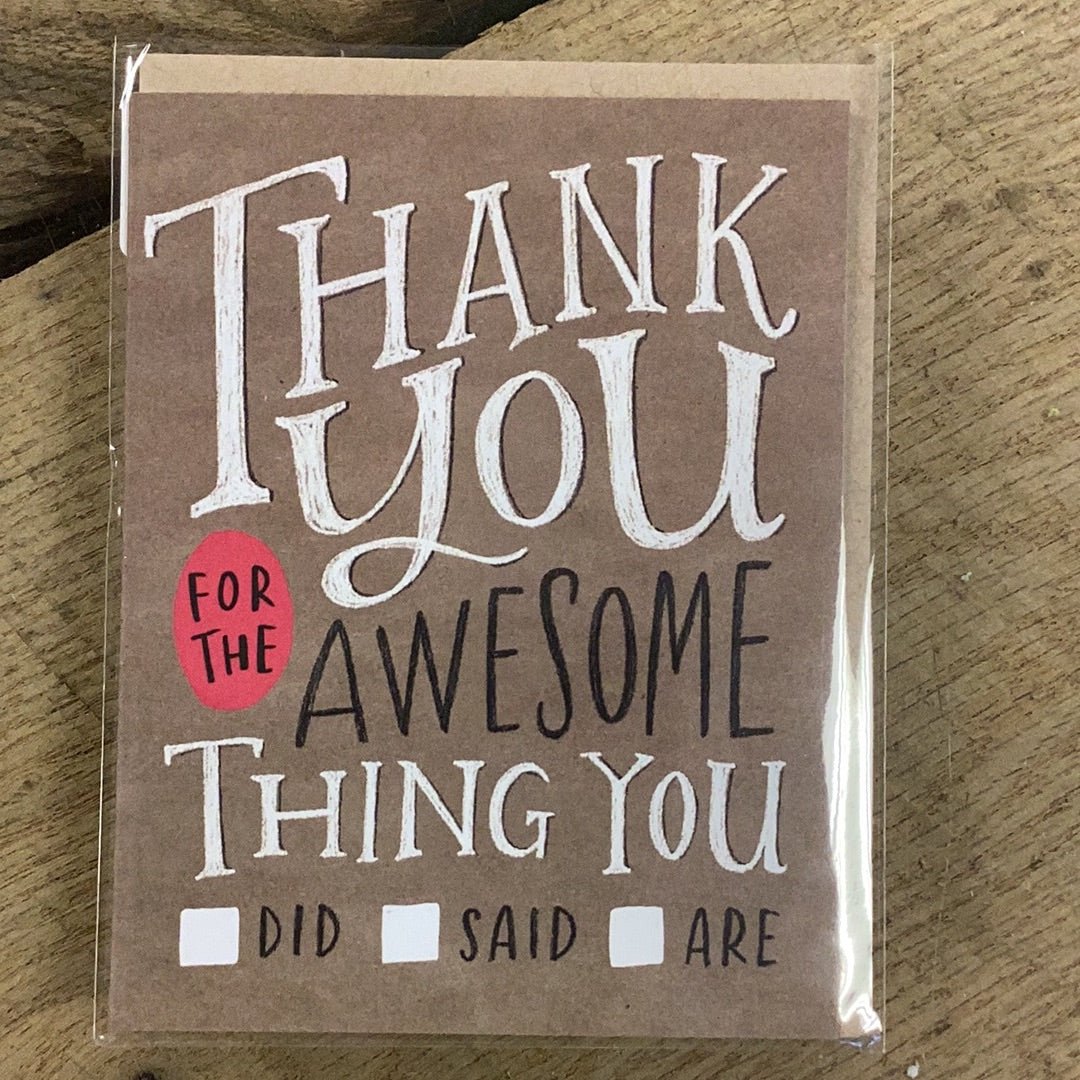 THANK
YOU
FOR
THE
AWESOME
THING YOU
DID SAID ARE